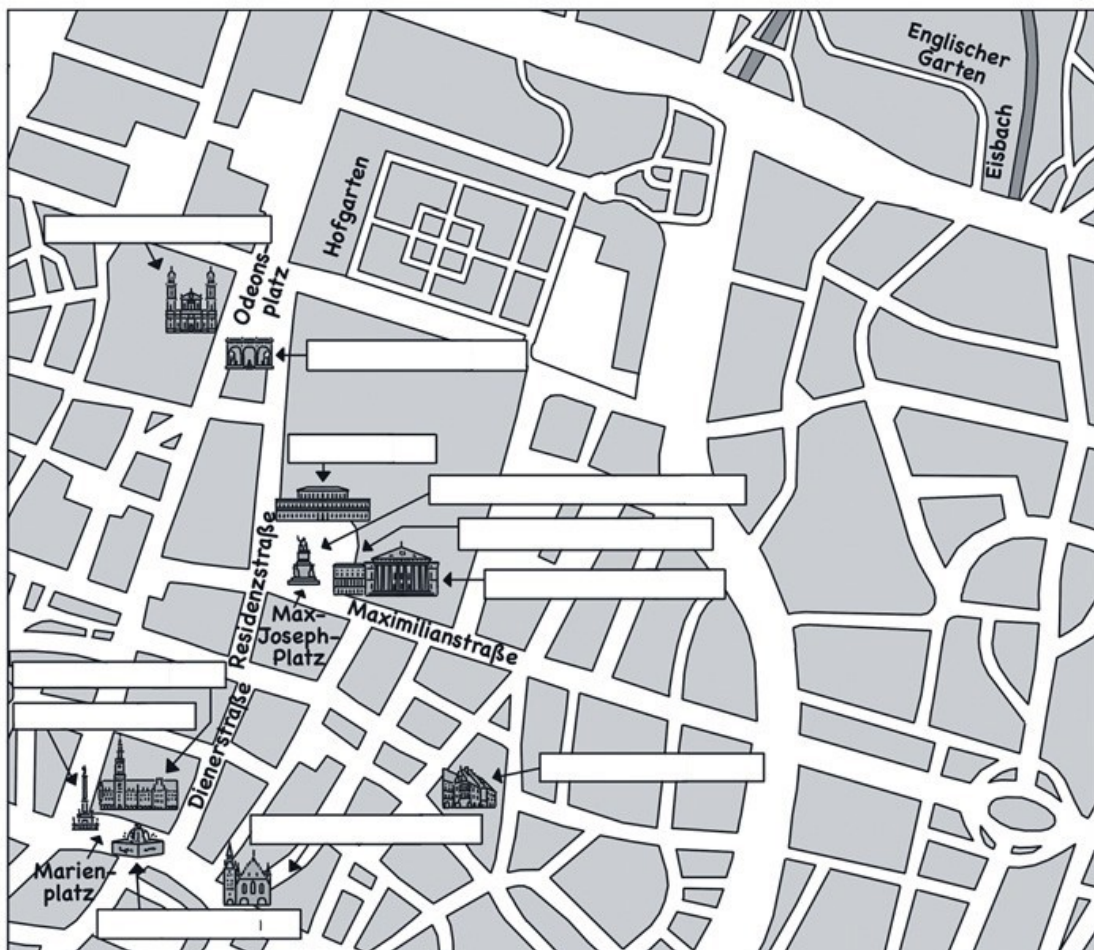 Englischer
Garten
Eisbach
Hofgarten
Odeons-
platz
Residenzstraße
Max-
Joseph-
Platz
Maximilianstraße
Dienerstraße
Marien-
platz